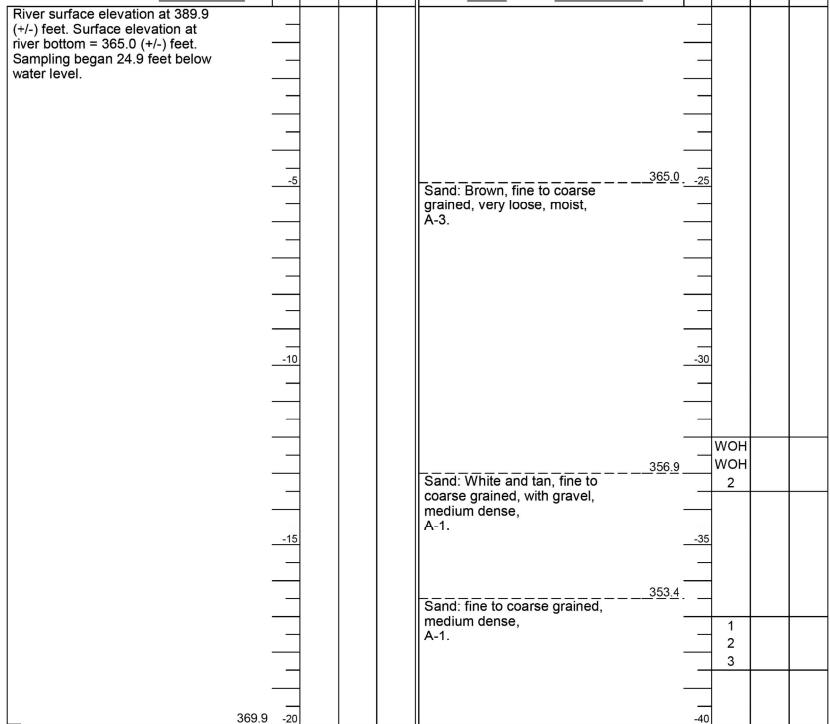 River surface elevation at 389.9
(+/-) feet. Surface elevation at
river bottom = 365.0 (+/-) feet.
Sampling began 24.9 feet below
water level.
-5
-10
-15
369.9 -20
365.0
-25
Sand: Brown, fine to coarse
grained, very loose, moist,
A-3.
-30
WOH
WOH
2
356.9
Sand: White and tan, fine to
coarse grained, with gravel,
medium dense,
A-1.
-35
353.4
Sand: fine to coarse grained,
medium dense,
A-1.
1
2
3
-40